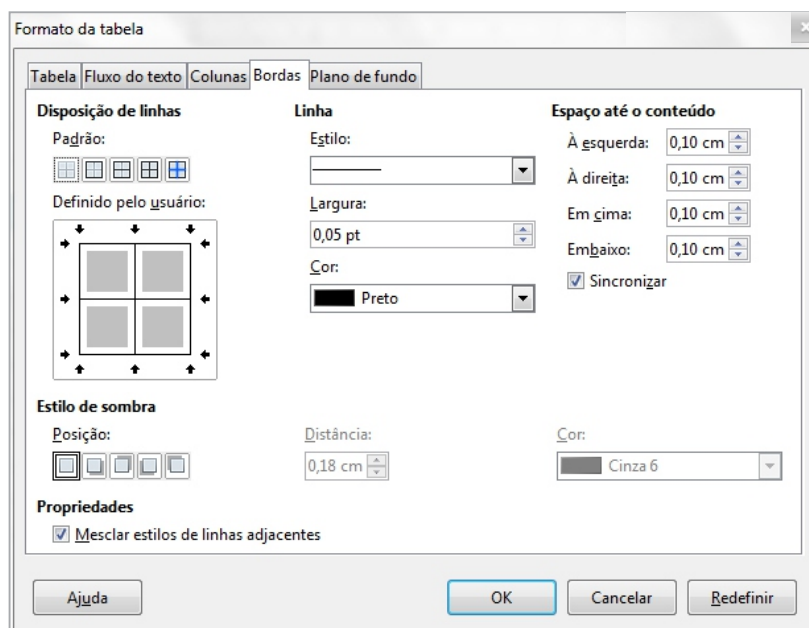 Formato da tabela
Tabela Fluxo do texto Colunas Bordas Plano de fundo
Disposição de linhas
Padrão:
Definido pelo usuário:
Linha
Estilo:
Largura:
0,05 pt
Cor:
Preto
Espaço até o conteúdo
À esquerda: 0,10 cm
À direita: 0,10 cm
Em cima: 0,10 cm
Embaixo: 0,10 cm
Sincronizar
Estilo de sombra
Posição:
Distância:
0,18 cm
Cor:
Cinza 6
Propriedades
Mesclar estilos de linhas adjacentes
Ajuda OK Cancelar Redefinir